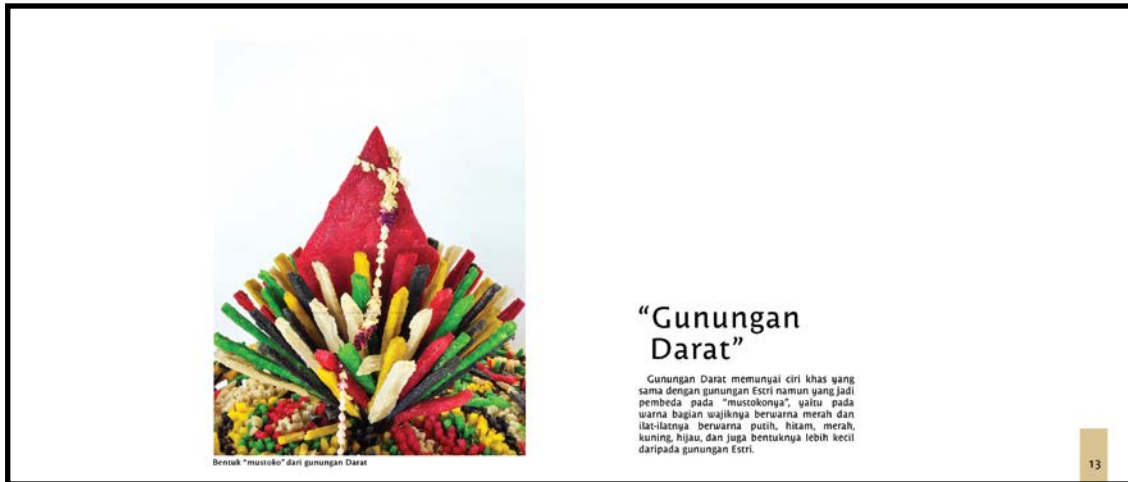 Bentuk "mustoko" dari gunungan Darat
"Gunungan
Darat"
Gunungan Darat memunyai ciri khas yang
sama dengan gunungan Estri namun yang jadi
pembeda pada "mustokonya", yaitu pada
warna bagian wajiknya berwarna merah dan
ilat-ilatnya berwarna putih, hitam, merah,
kuning, hijau, dan juga bentuknya lebih kecil
daripada gunungan Estri.
13